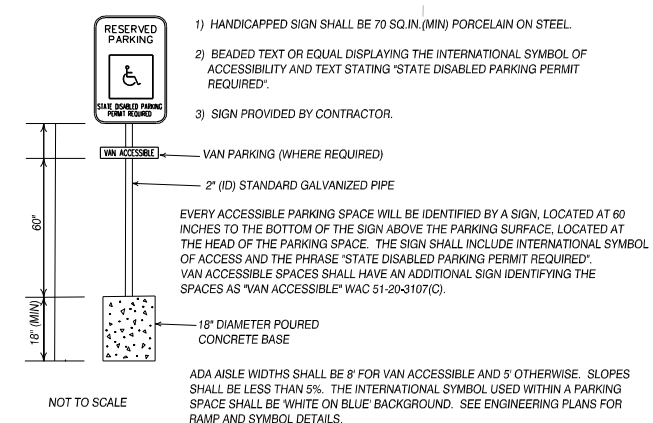 RESERVED
PARKING
STATE DISABLED PARKING
PERMIT REQUIRED
VAN ACCESSIBLE
60"
18" (MIN)
1) HANDICAPPED SIGN SHALL BE 70 SQ.IN.(MIN) PORCELAIN ON STEEL.
2) BEADED TEXT OR EQUAL DISPLAYING THE INTERNATIONAL SYMBOL OF
ACCESSIBILITY AND TEXT STATING "STATE DISABLED PARKING PERMIT
REQUIRED".
3) SIGN PROVIDED BY CONTRACTOR.
VAN PARKING (WHERE REQUIRED)
2" (ID) STANDARD GALVANIZED PIPE
EVERY ACCESSIBLE PARKING SPACE WILL BE IDENTIFIED BY A SIGN, LOCATED AT 60
INCHES TO THE BOTTOM OF THE SIGN ABOVE THE PARKING SURFACE, LOCATED AT
THE HEAD OF THE PARKING SPACE. THE SIGN SHALL INCLUDE INTERNATIONAL SYMBOL
OF ACCESS AND THE PHRASE "STATE DISABLED PARKING PERMIT REQUIRED".
VAN ACCESSIBLE SPACES SHALL HAVE AN ADDITIONAL SIGN IDENTIFYING THE
SPACES AS "VAN ACCESSIBLE" WAC 51-20-3107(C).
18" DIAMETER POURED
CONCRETE BASE
ADA AISLE WIDTHS SHALL BE 8' FOR VAN ACCESSIBLE AND 5' OTHERWISE. SLOPES
SHALL BE LESS THAN 5%. THE INTERNATIONAL SYMBOL USED WITHIN A PARKING
SPACE SHALL BE 'WHITE ON BLUE' BACKGROUND. SEE ENGINEERING PLANS FOR
RAMP AND SYMBOL DETAILS.
NOT TO SCALE